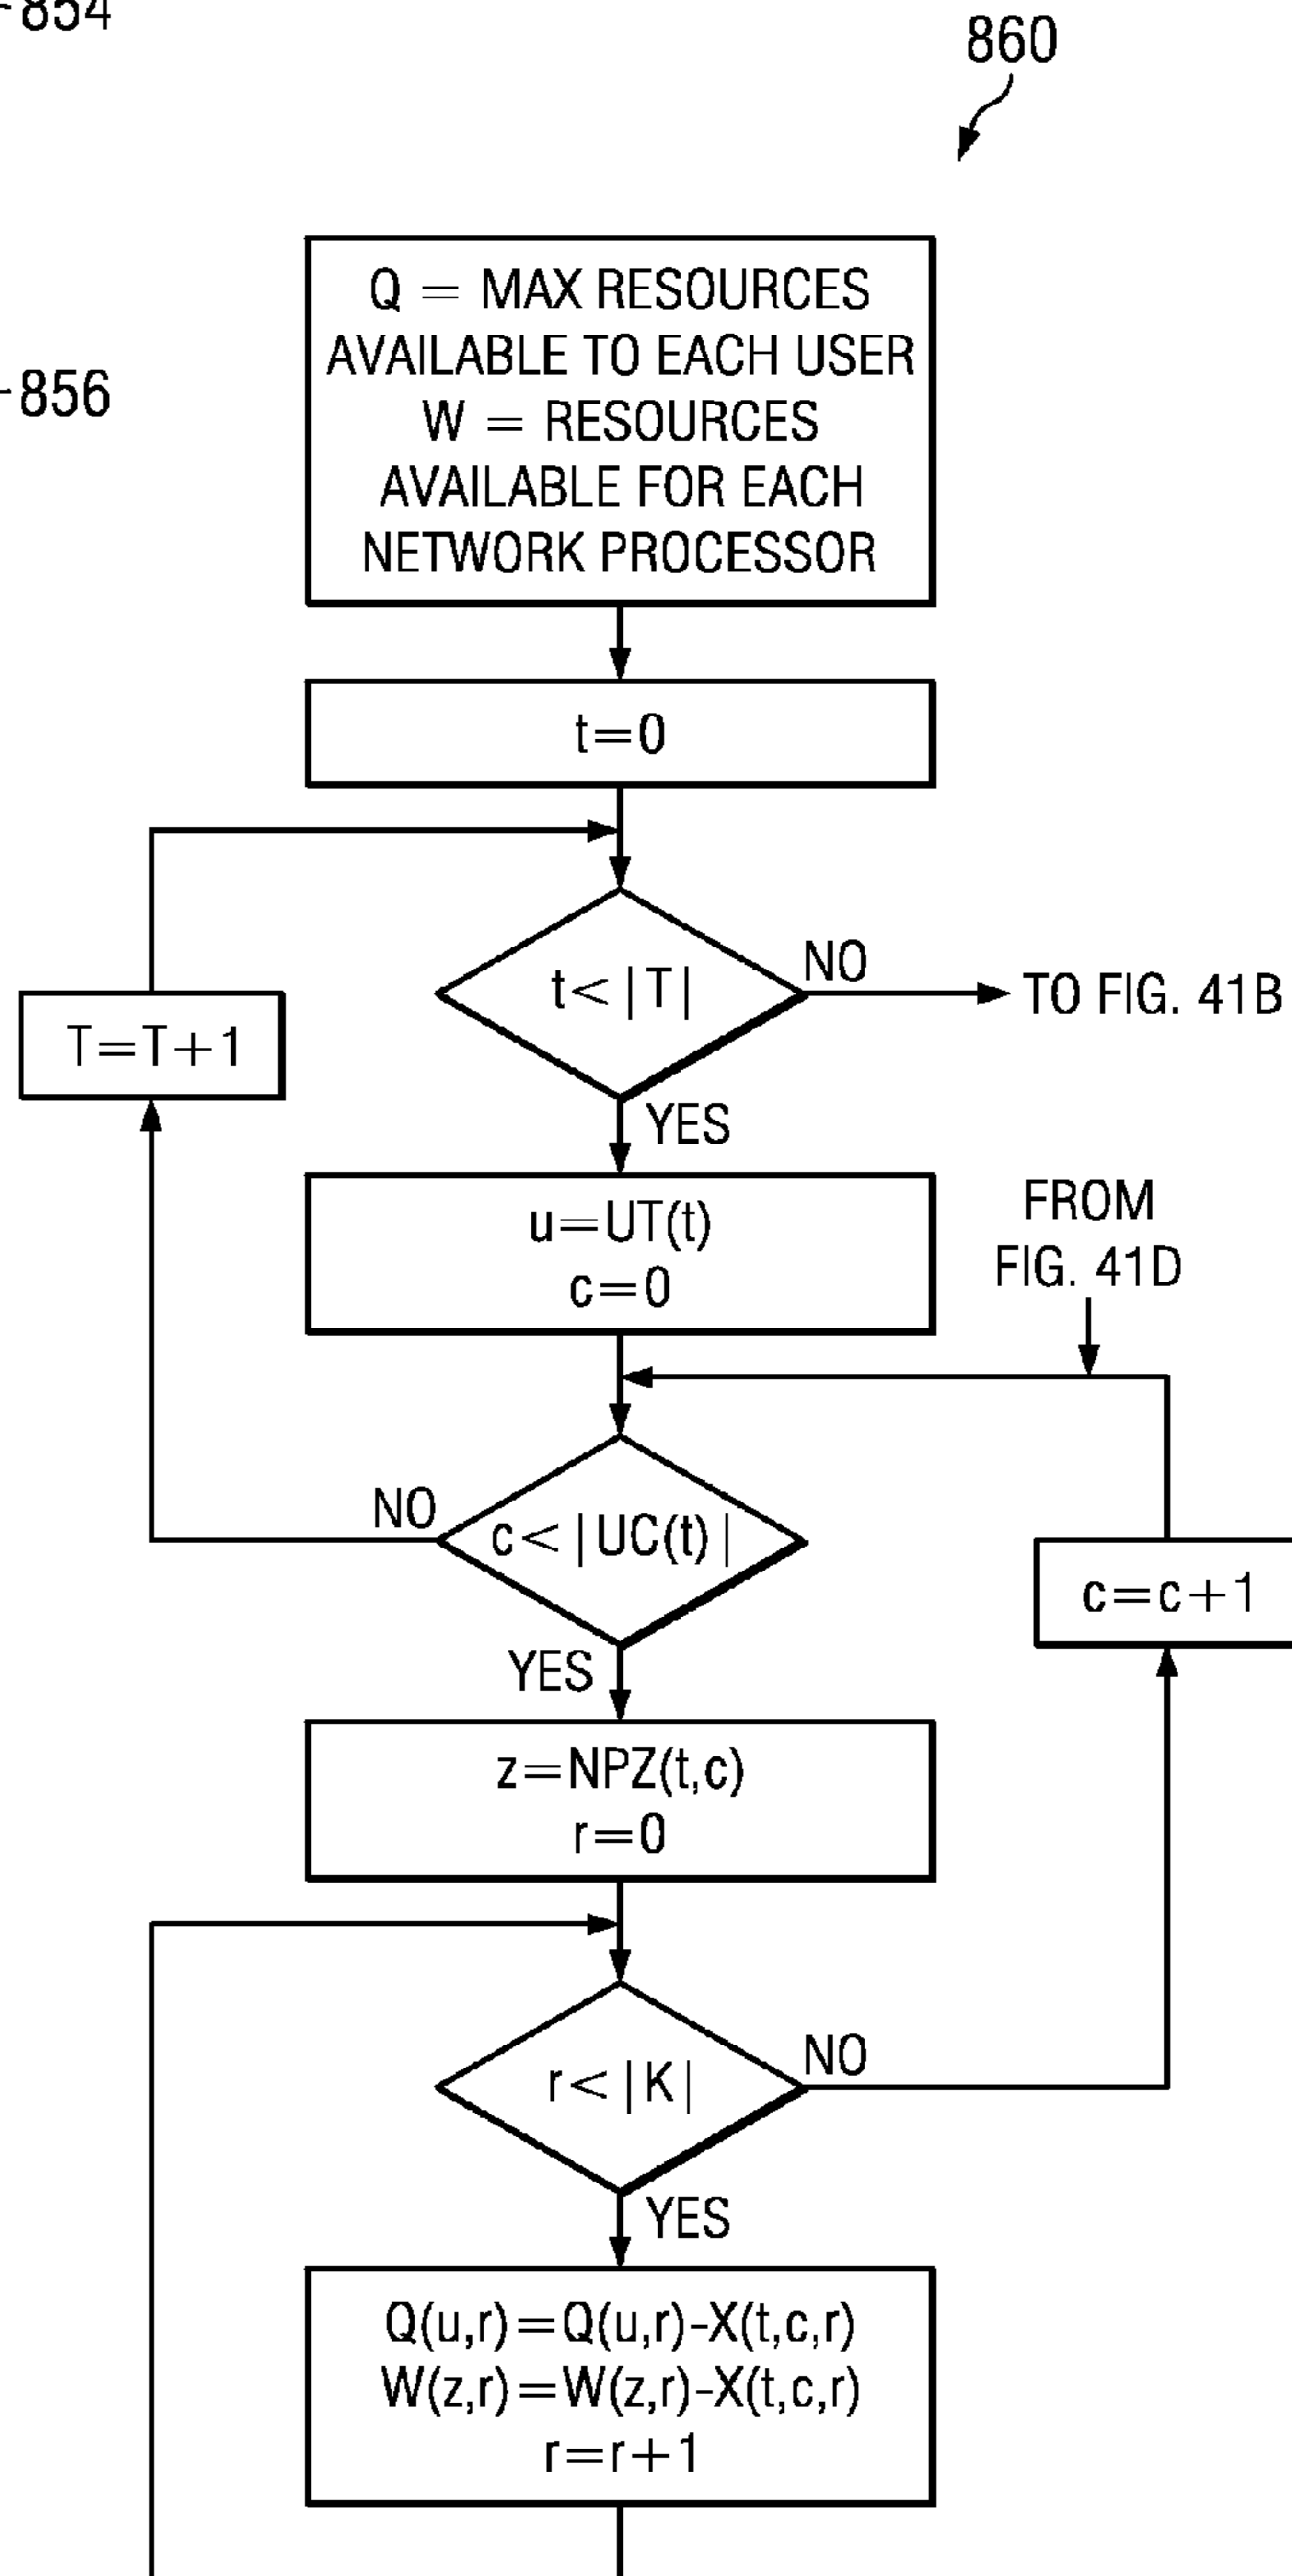 854
860
Q = MAX RESOURCES
AVAILABLE TO EACH USER
W = RESOURCES
AVAILABLE FOR EACH
NETWORK PROCESSOR
856
t=0
t<|T|
NO
TO FIG. 41B
T=T+1
YES
u=UT(t)
c=0
FROM
FIG. 41D
NO
c<|UC(t)|
c=c+1
YES
z=NPZ(t,c)
r=0
r<|K|
NO
YES
Q(u,r)=Q(u,r)-X(t,c,r)
W(z,r)=W(z,r)-X(t,c,r)
r=r+1